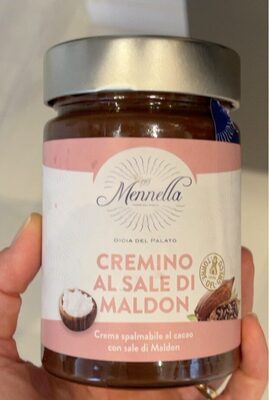 Mennella
GIOIA DEL PALATO
CREMINO
AL SALE DI
MALDON
Crema spalmabile al cacao
con sale di Maldon